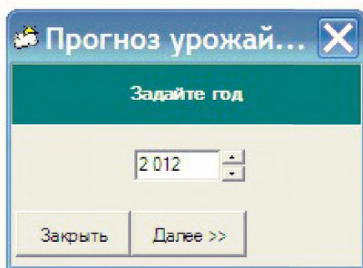 Прогноз урожай...
Задайте год
2 012
Закрыть
Далее >>